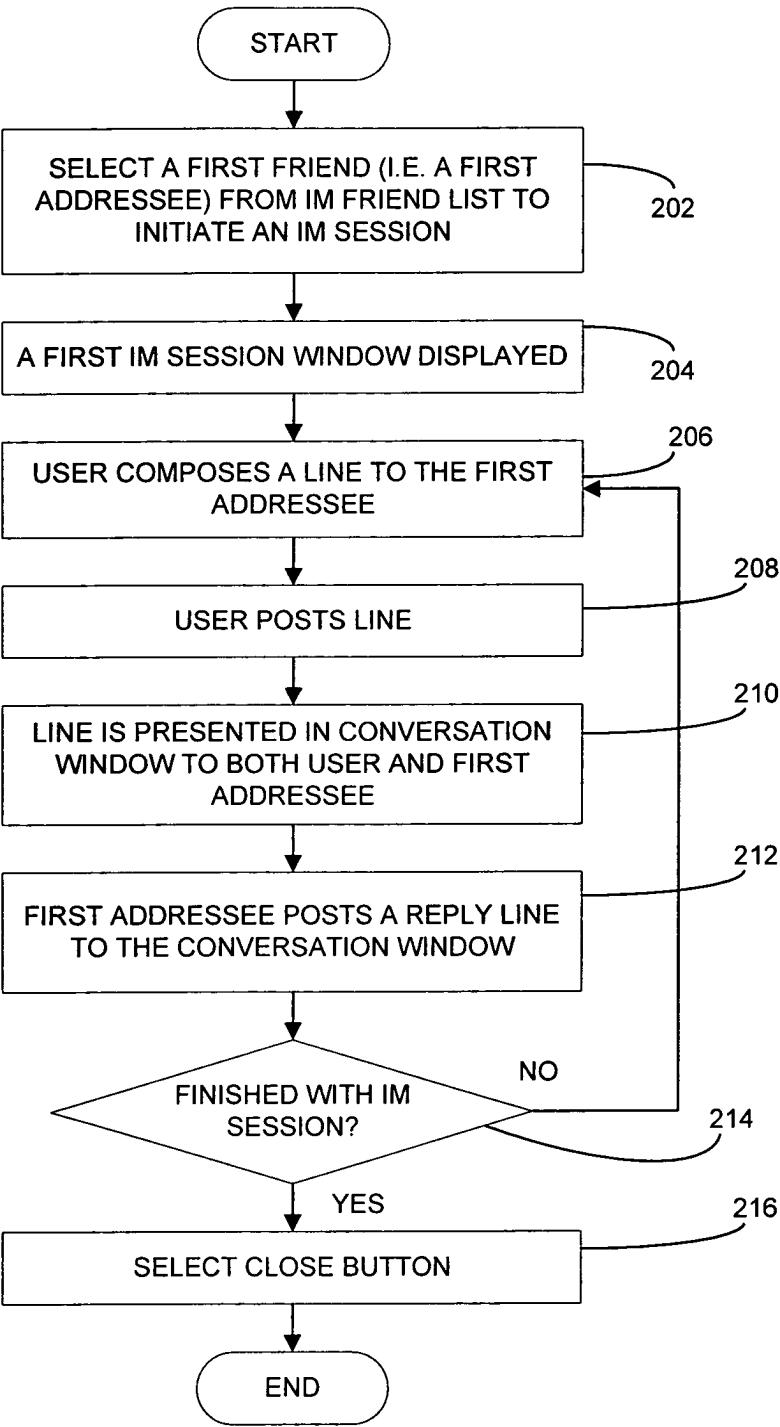 START
SELECT A FIRST FRIEND (I.E. A FIRST
ADDRESSEE) FROM IM FRIEND LIST TO
INITIATE AN IM SESSION
202
A FIRST IM SESSION WINDOW DISPLAYED
204
206
USER COMPOSES A LINE TO THE FIRST
ADDRESSEE
208
USER POSTS LINE
210
LINE IS PRESENTED IN CONVERSATION
WINDOW TO BOTH USER AND FIRST
ADDRESSEE
212
FIRST ADDRESSEE POSTS A REPLY LINE
TO THE CONVERSATION WINDOW
NO
FINISHED WITH IM
SESSION?
214
YES
216
SELECT CLOSE BUTTON
END